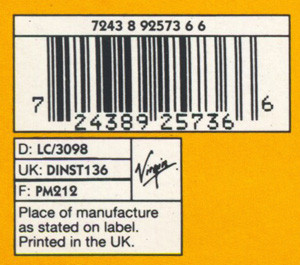 7243 8 92573 6 6
7 24389 25736 6
D: LC/3098
UK: DINST136
F: PM212
Virgin
Place of manufacture
as stated on label.
Printed in the UK.